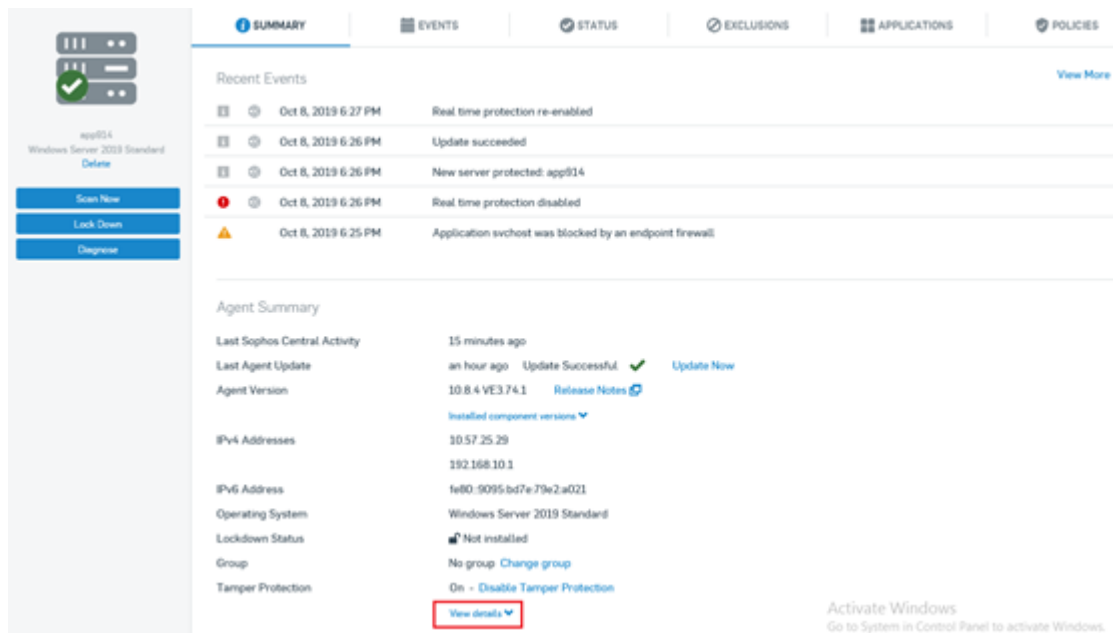 SUMMARY
EVENTS
STATUS
EXCLUSIONS
APPLICATIONS
POLICIES
app914
Windows Server 2019 Standard
Delete
Scan Now
Lock Down
Diagnose
Recent Events
View More
Oct 8, 2019 6:27 PM Real time protection re-enabled
Oct 8, 2019 6:26 PM Update succeeded
Oct 8, 2019 6:26 PM New server protected: app914
Oct 8, 2019 6:26 PM Real time protection disabled
Oct 8, 2019 6:25 PM Application svchost was blocked by an endpoint firewall
Agent Summary
Last Sophos Central Activity 15 minutes ago
Last Agent Update an hour ago Update Successful Update Now
Agent Version 10.8.4 VE3.74.1 Release Notes
Installed component versions
IPv4 Addresses 10.57.25.29
192.168.10.1
IPv6 Address fe80::9095:bd7e:79e2:a021
Operating System Windows Server 2019 Standard
Lockdown Status Not installed
Group No group Change group
Tamper Protection On - Disable Tamper Protection
View details
Activate Windows
Go to System in Control Panel to activate Windows.